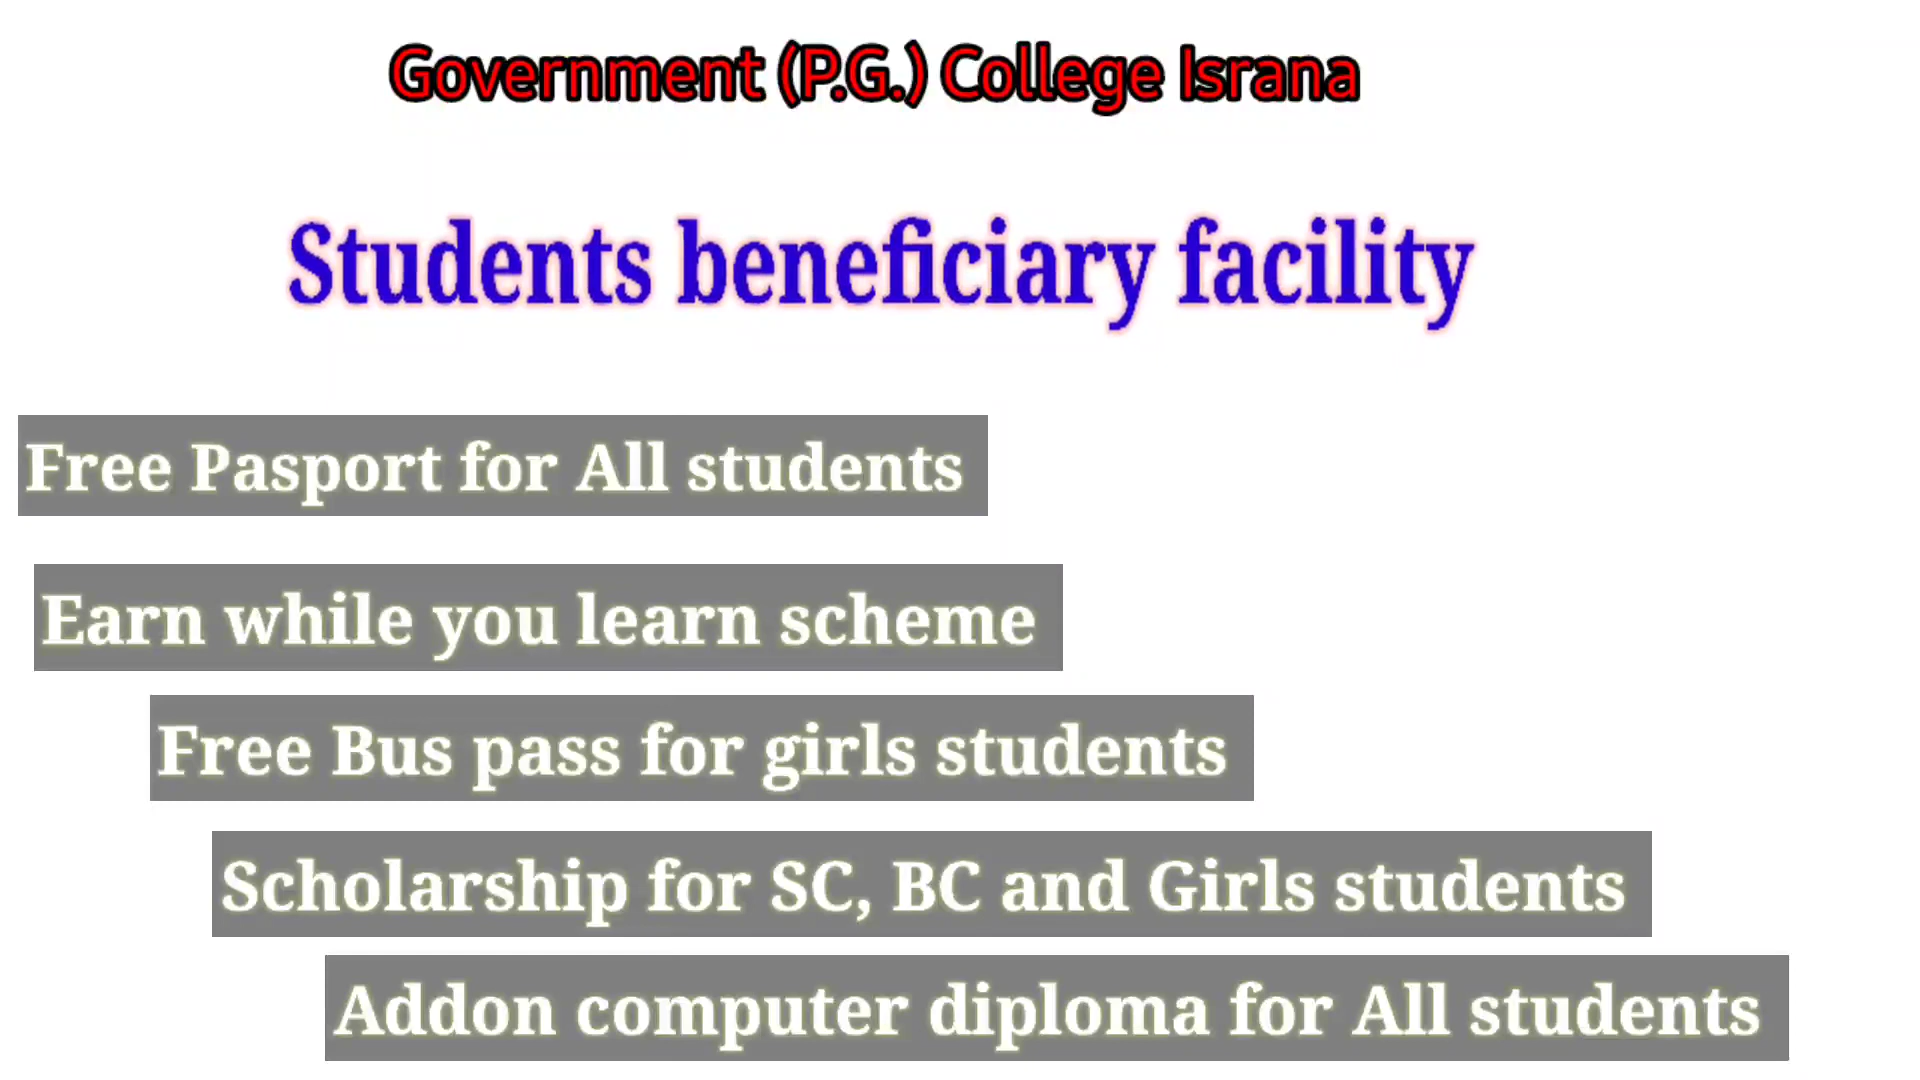 Government (P.G.) College Israna
Students beneficiary facility
Free Pasport for All students
Earn while you learn scheme
Free Bus pass for girls students
Scholarship for SC, BC and Girls students
Addon computer diploma for All students